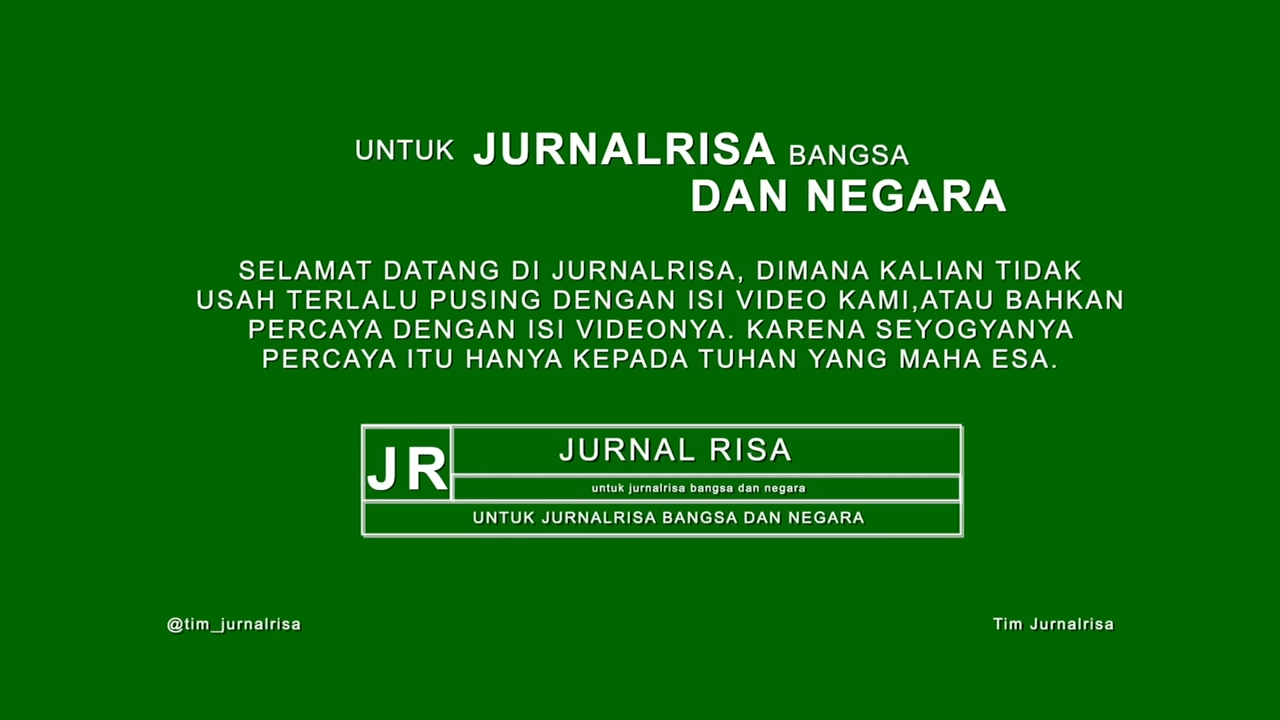 UNTUK JURNALRISA BANGSA
DAN NEGARA
SELAMAT DATANG DI JURNALRISA, DIMANA KALIAN TIDAK
USAH TERLALU PUSING DENGAN ISI VIDEO KAMI,ATAU BAHKAN
PERCAYA DENGAN ISI VIDEONYA. KARENA SEYOGYANYA
PERCAYA ITU HANYA KEPADA TUHAN YANG MAHA ESA.
JR
JURNAL RISA
untuk jurnalrisa bangsa dan negara
UNTUK JURNALRISA BANGSA DAN NEGARA
@tim_jurnalrisa
Tim Jurnalrisa